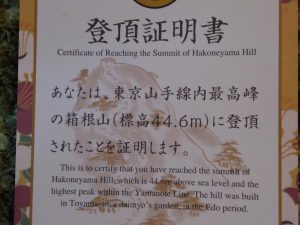 登頂証明書
Certificate of Reaching the Summit of Hakoneyama Hill
あなたは、東京山手線内最高峰
の箱根山(標高44.6m)に登頂
されたことを証明します。
This is to certify that you have reached the summit of
Hakoneyama Hill, which is 44.6m above sea level and the
highest peak within the Yamanote Line. The hill was built
in Toyama-so, a daimyo's garden, in the Edo period.